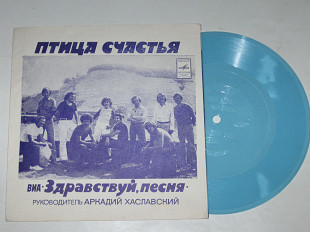 ПТИЦА СЧАСТЬЯ
ВИА · Здравствуй, песня ·
РУКОВОДИТЕЛЬ АРКАДИЙ ХАСЛАВСКИЙ